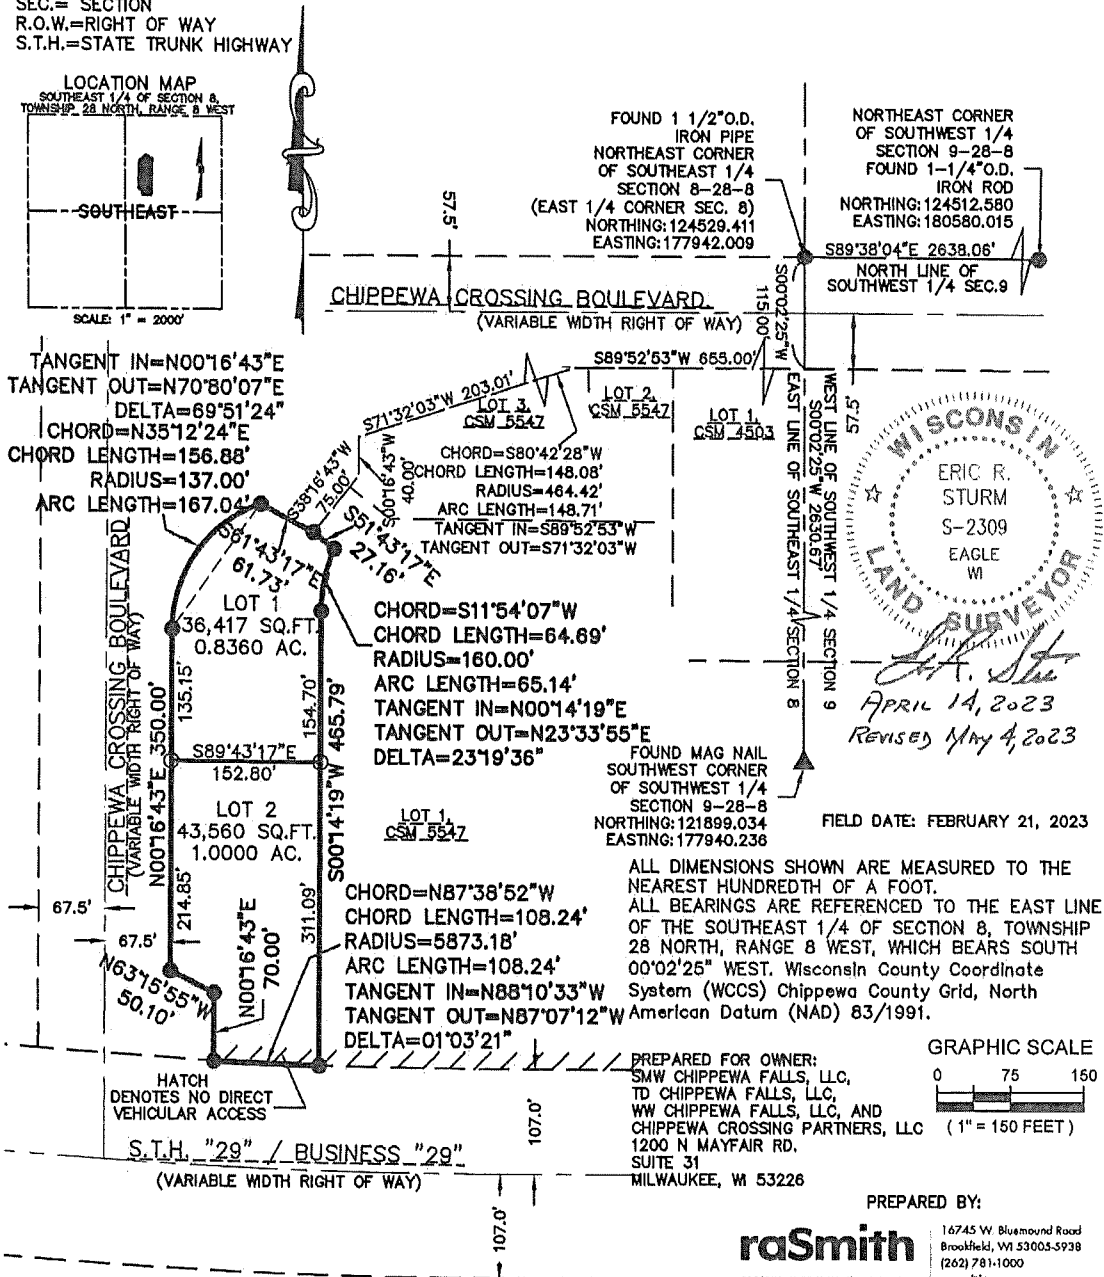 SEC.= SECTION
R.O.W.=RIGHT OF WAY
S.T.H.=STATE TRUNK HIGHWAY
LOCATION MAP
SOUTHEAST 1/4 OF SECTION 8,
TOWNSHIP 28 NORTH, RANGE 8 WEST
SOUTHEAST
SCALE: 1" = 2000'
FOUND 1 1/2"O.D.
IRON PIPE
NORTHEAST CORNER
OF SOUTHEAST 1/4
SECTION 8-28-8
(EAST 1/4 CORNER SEC. 8)
NORTHING:124529.411
EASTING:177942.009
NORTHEAST CORNER
OF SOUTHWEST 1/4
SECTION 9-28-8
FOUND 1-1/4"O.D.
IRON ROD
NORTHING:124512.580
EASTING:180580.015
S89°38'04"E 2638.06'
NORTH LINE OF
SOUTHWEST 1/4 SEC.9
57.5'
CHIPPEWA CROSSING BOULEVARD.
(VARIABLE WIDTH RIGHT OF WAY)
S00°02'25"W
115.00'
S89°52'53"W 655.00'
57.5'
TANGENT IN=N00°16'43"E
TANGENT OUT=N70°80'07"E
DELTA=69°51'24"
CHORD=N35°12'24"E
CHORD LENGTH=156.88'
RADIUS=137.00'
ARC LENGTH=167.04'
S71°32'03"W 203.01'
LOT 3,
CSM 5547
LOT 2,
CSM 5547
LOT 1,
CSM 4503
S38°16'43"W
75.00'
S00°16'43"W
40.00'
CHORD=S80°42'28"W
CHORD LENGTH=148.08'
RADIUS=464.42'
ARC LENGTH=148.71'
TANGENT IN=S89°52'53"W
TANGENT OUT=S71°32'03"W
S51°43'17"E
27.16'
S61°43'17"E
61.73'
EAST LINE OF SOUTHEAST 1/4 SECTION 8
S00°02'25"W 2630.67'
WEST LINE OF SOUTHWEST 1/4 SECTION 9
WISCONSIN
ERIC R.
STURM
S-2309
EAGLE
WI
LAND SURVEYOR
APRIL 14, 2023
REVISED MAY 4, 2023
LOT 1
36,417 SQ.FT.
0.8360 AC.
CHORD=S11°54'07"W
CHORD LENGTH=64.69'
RADIUS=160.00'
ARC LENGTH=65.14'
TANGENT IN=N00°14'19"E
TANGENT OUT=N23°33'55"E
DELTA=23°19'36"
CHIPPEWA CROSSING BOULEVARD
(VARIABLE WIDTH RIGHT OF WAY)
N00°16'43"E 350.00'
135.15'
154.70'
S00°14'19"W 465.79'
S89°43'17"E
152.80'
LOT 2
43,560 SQ.FT.
1.0000 AC.
LOT 1,
CSM 5547
214.85'
311.09'
67.5'
67.5'
N63°15'55"W
50.10'
N00°16'43"E
70.00'
CHORD=N87°38'52"W
CHORD LENGTH=108.24'
RADIUS=5873.18'
ARC LENGTH=108.24'
TANGENT IN=N88°10'33"W
TANGENT OUT=N87°07'12"W
DELTA=01°03'21"
FOUND MAG NAIL
SOUTHWEST CORNER
OF SOUTHWEST 1/4
SECTION 9-28-8
NORTHING:121899.034
EASTING:177940.236
FIELD DATE: FEBRUARY 21, 2023
ALL DIMENSIONS SHOWN ARE MEASURED TO THE
NEAREST HUNDREDTH OF A FOOT.
ALL BEARINGS ARE REFERENCED TO THE EAST LINE
OF THE SOUTHEAST 1/4 OF SECTION 8, TOWNSHIP
28 NORTH, RANGE 8 WEST, WHICH BEARS SOUTH
00°02'25" WEST. Wisconsin County Coordinate
System (WCCS) Chippewa County Grid, North
American Datum (NAD) 83/1991.
HATCH
DENOTES NO DIRECT
VEHICULAR ACCESS
S.T.H. "29" / BUSINESS "29"
(VARIABLE WIDTH RIGHT OF WAY)
107.0'
107.0'
PREPARED FOR OWNER:
SMW CHIPPEWA FALLS, LLC,
TD CHIPPEWA FALLS, LLC,
WW CHIPPEWA FALLS, LLC, AND
CHIPPEWA CROSSING PARTNERS, LLC
1200 N MAYFAIR RD.
SUITE 31
MILWAUKEE, WI 53226
GRAPHIC SCALE
0 75 150
( 1" = 150 FEET )
PREPARED BY:
raSmith
16745 W. Bluemound Road
Brookfield, WI 53005-5938
(262) 781-1000